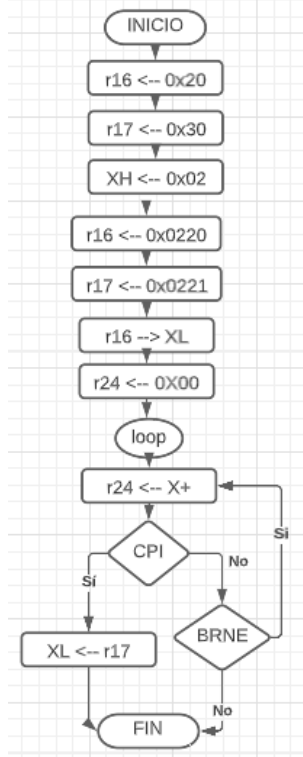 INICIO
r16 <-- 0x20
r17 <-- 0x30
XH <-- 0x02
r16 <-- 0x0220
r17 <-- 0x0221
r16 --> XL
r24 <-- 0X00
loop
r24 <-- X+
CPI
Sí
No
Si
BRNE
XL <-- r17
No
FIN